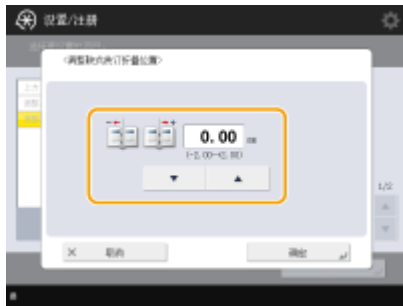 设置/注册
<调整鞍式装订折叠位置>
0.00 mm
(-2.00~+2.00)
1/2
× 取消
确定